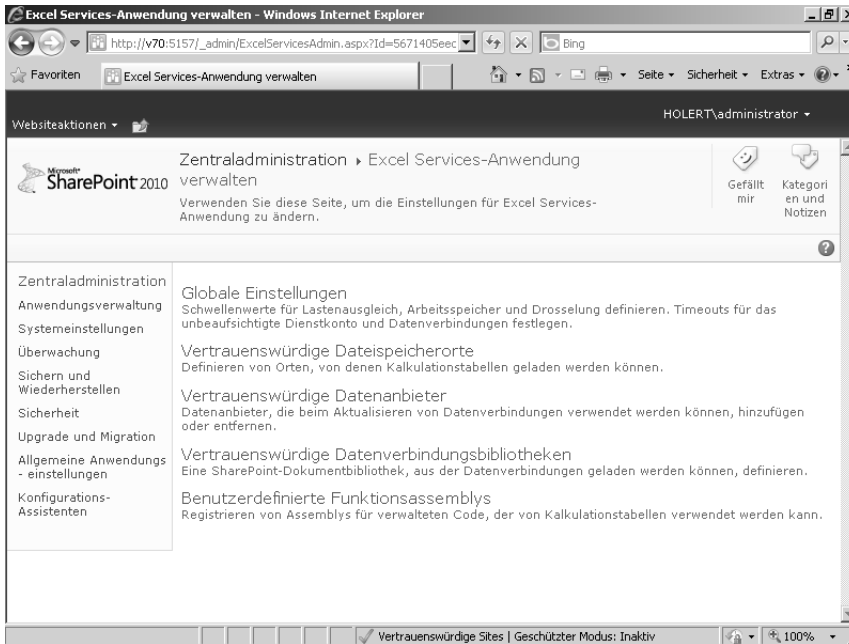 Excel Services-Anwendung verwalten - Windows Internet Explorer
http://v70:5157/_admin/ExcelServicesAdmin.aspx?Id=5671405eec
Bing
Favoriten
Excel Services-Anwendung verwalten
Seite
Sicherheit
Extras
Websiteaktionen
HOLERT\administrator
Microsoft
SharePoint 2010
Zentraladministration ▸ Excel Services-Anwendung
verwalten
Verwenden Sie diese Seite, um die Einstellungen für Excel Services-
Anwendung zu ändern.
Gefällt
mir
Kategori
en und
Notizen
Zentraladministration
Anwendungsverwaltung
Systemeinstellungen
Überwachung
Sichern und
Wiederherstellen
Sicherheit
Upgrade und Migration
Allgemeine Anwendungs
- einstellungen
Konfigurations-
Assistenten
Globale Einstellungen
Schwellenwerte für Lastenausgleich, Arbeitsspeicher und Drosselung definieren. Timeouts für das
unbeaufsichtigte Dienstkonto und Datenverbindungen festlegen.
Vertrauenswürdige Dateispeicherorte
Definieren von Orten, von denen Kalkulationstabellen geladen werden können.
Vertrauenswürdige Datenanbieter
Datenanbieter, die beim Aktualisieren von Datenverbindungen verwendet werden können, hinzufügen
oder entfernen.
Vertrauenswürdige Datenverbindungsbibliotheken
Eine SharePoint-Dokumentbibliothek, aus der Datenverbindungen geladen werden können, definieren.
Benutzerdefinierte Funktionsassemblys
Registrieren von Assemblys für verwalteten Code, der von Kalkulationstabellen verwendet werden kann.
Vertrauenswürdige Sites | Geschützter Modus: Inaktiv
100%